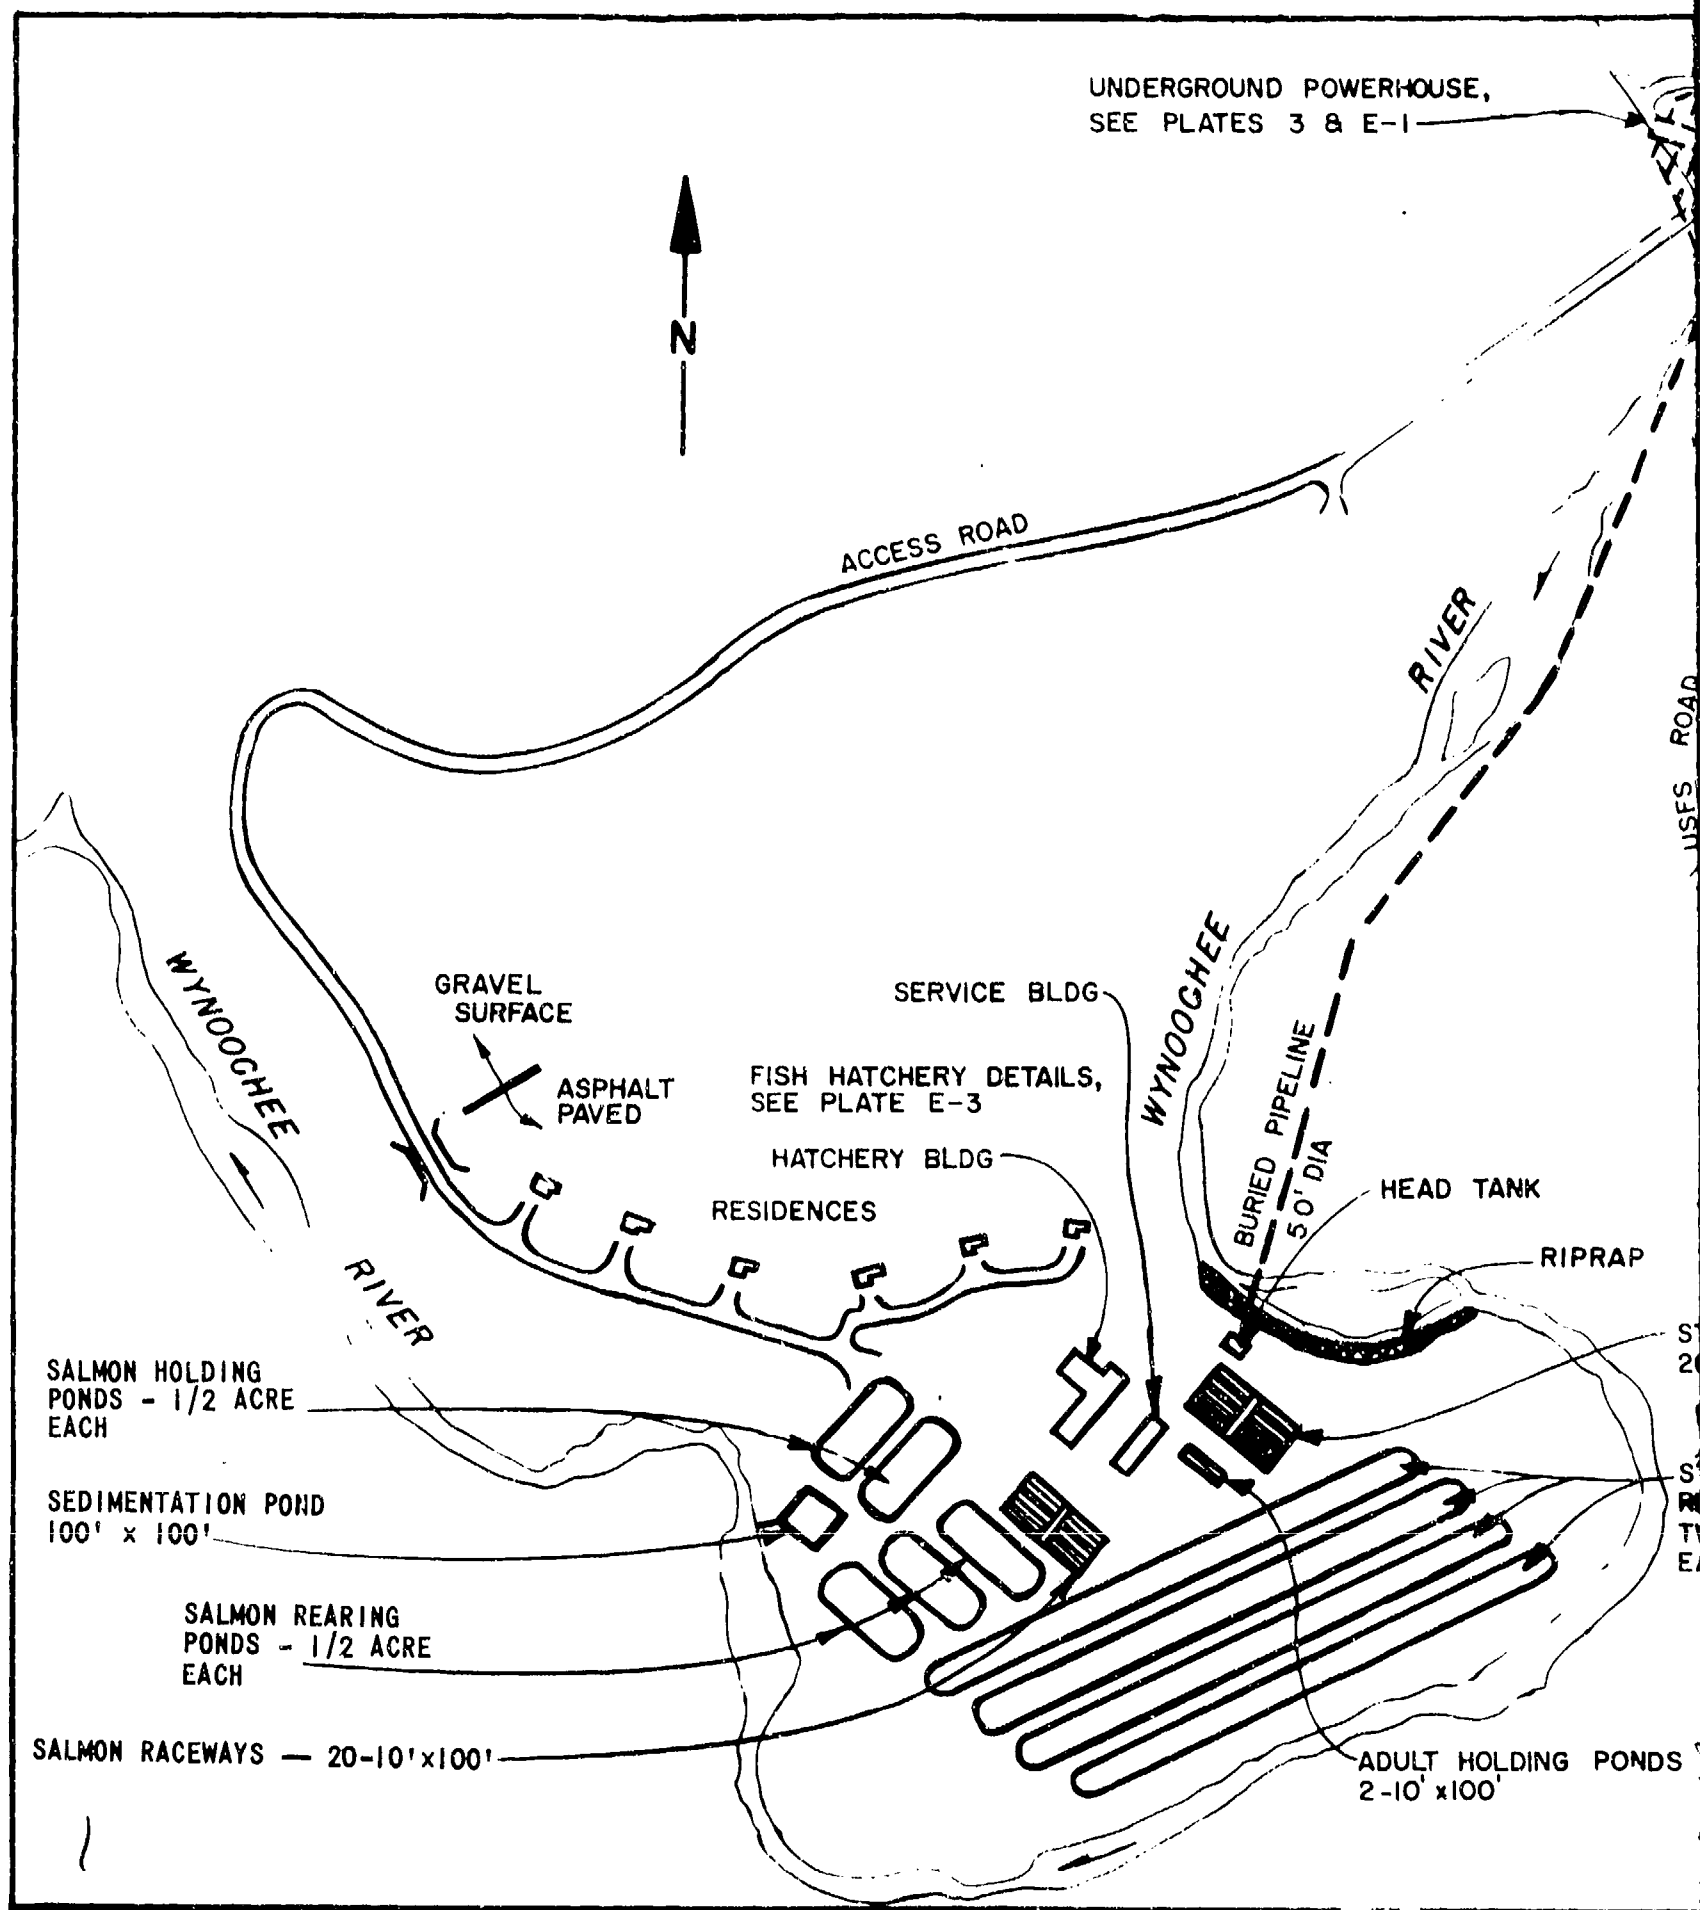 UNDERGROUND POWERHOUSE,
SEE PLATES 3 & E-1
N
ACCESS ROAD
RIVER
USFS ROAD
WYNOOGHEE
GRAVEL
SURFACE
ASPHALT
PAVED
SERVICE BLDG
WYNOOGHEE
FISH HATCHERY DETAILS,
SEE PLATE E-3
HATCHERY BLDG
RESIDENCES
BURIED PIPELINE
5.0' DIA
HEAD TANK
RIPRAP
RIVER
SALMON HOLDING
PONDS - 1/2 ACRE
EACH
SEDIMENTATION POND
100' x 100'
SALMON REARING
PONDS - 1/2 ACRE
EACH
SALMON RACEWAYS — 20-10'x100'
ADULT HOLDING PONDS
2-10'x100'